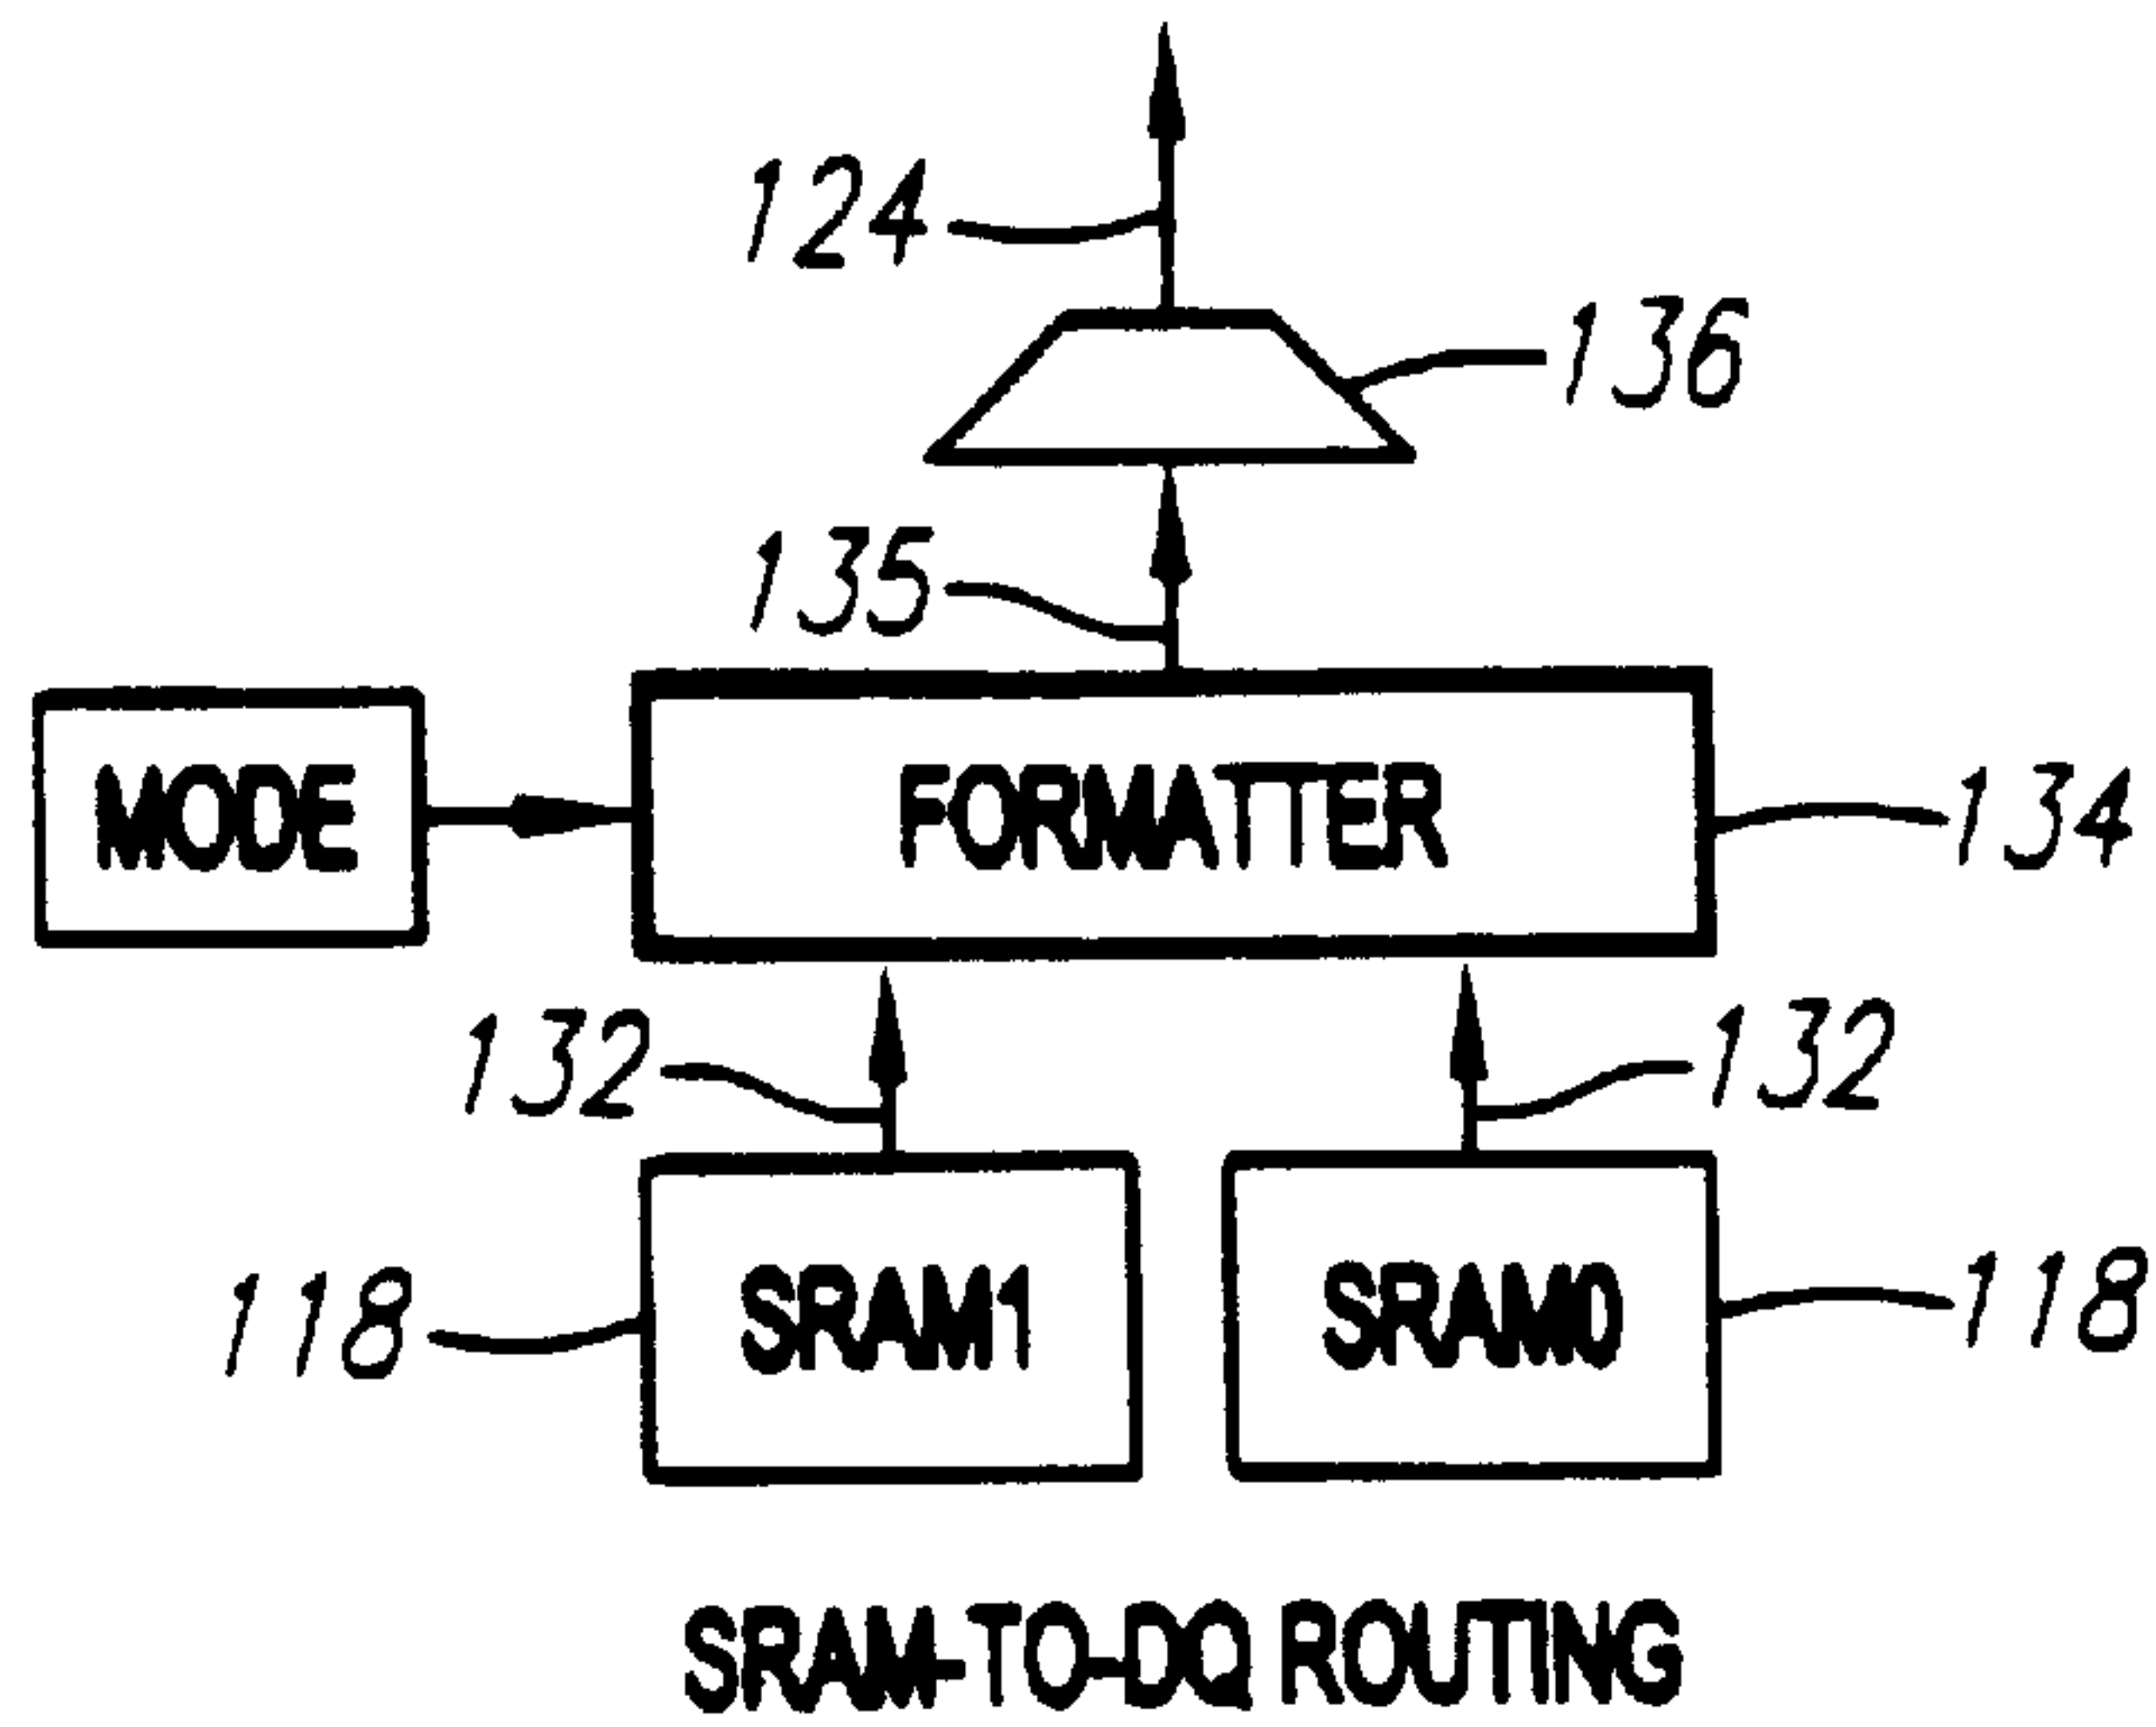 124
136
135
MODE
FORMATTER
134
132
132
118
SRAM1
SRAM0
118
SRAM-TO-DQ ROUTING